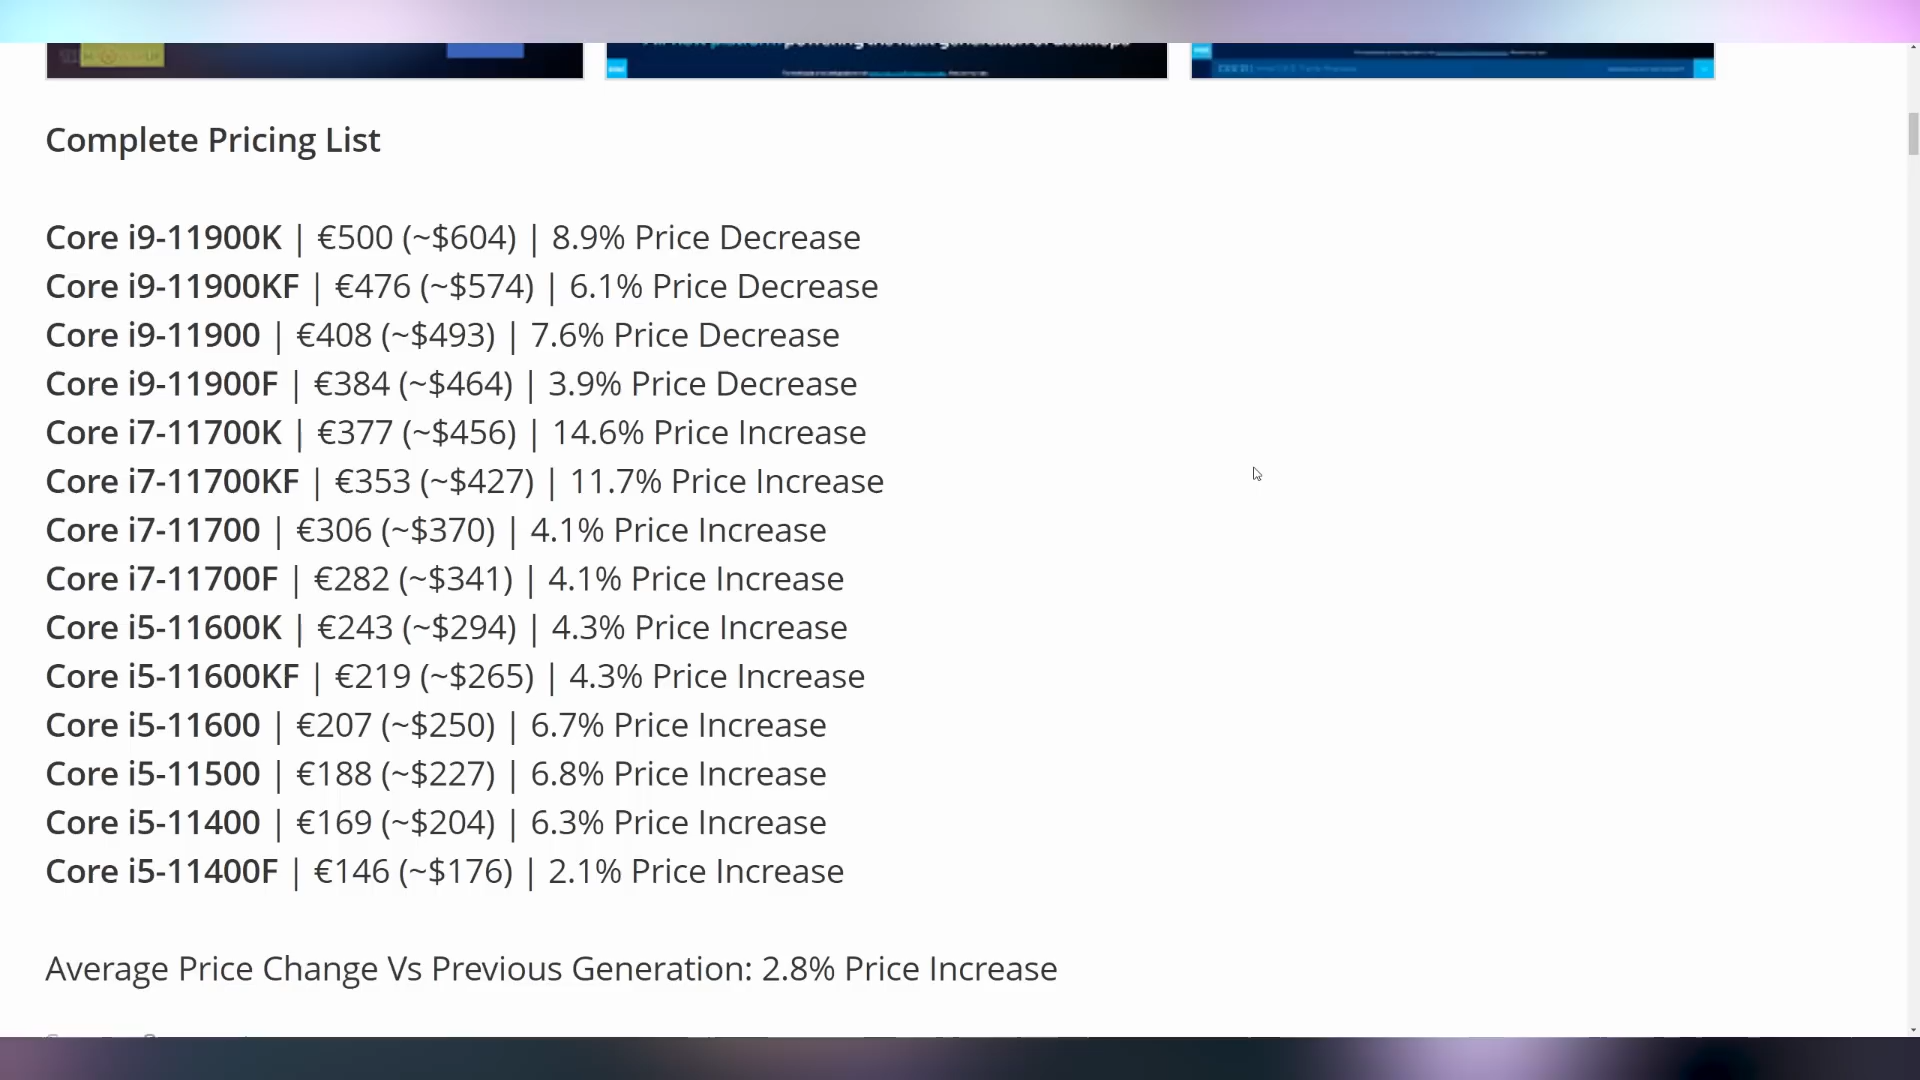 Complete Pricing List
Core i9-11900K | €500 (~$604) | 8.9% Price Decrease
Core i9-11900KF | €476 (~$574) | 6.1% Price Decrease
Core i9-11900 | €408 (~$493) | 7.6% Price Decrease
Core i9-11900F | €384 (~$464) | 3.9% Price Decrease
Core i7-11700K | €377 (~$456) | 14.6% Price Increase
Core i7-11700KF | €353 (~$427) | 11.7% Price Increase
Core i7-11700 | €306 (~$370) | 4.1% Price Increase
Core i7-11700F | €282 (~$341) | 4.1% Price Increase
Core i5-11600K | €243 (~$294) | 4.3% Price Increase
Core i5-11600KF | €219 (~$265) | 4.3% Price Increase
Core i5-11600 | €207 (~$250) | 6.7% Price Increase
Core i5-11500 | €188 (~$227) | 6.8% Price Increase
Core i5-11400 | €169 (~$204) | 6.3% Price Increase
Core i5-11400F | €146 (~$176) | 2.1% Price Increase
Average Price Change Vs Previous Generation: 2.8% Price Increase